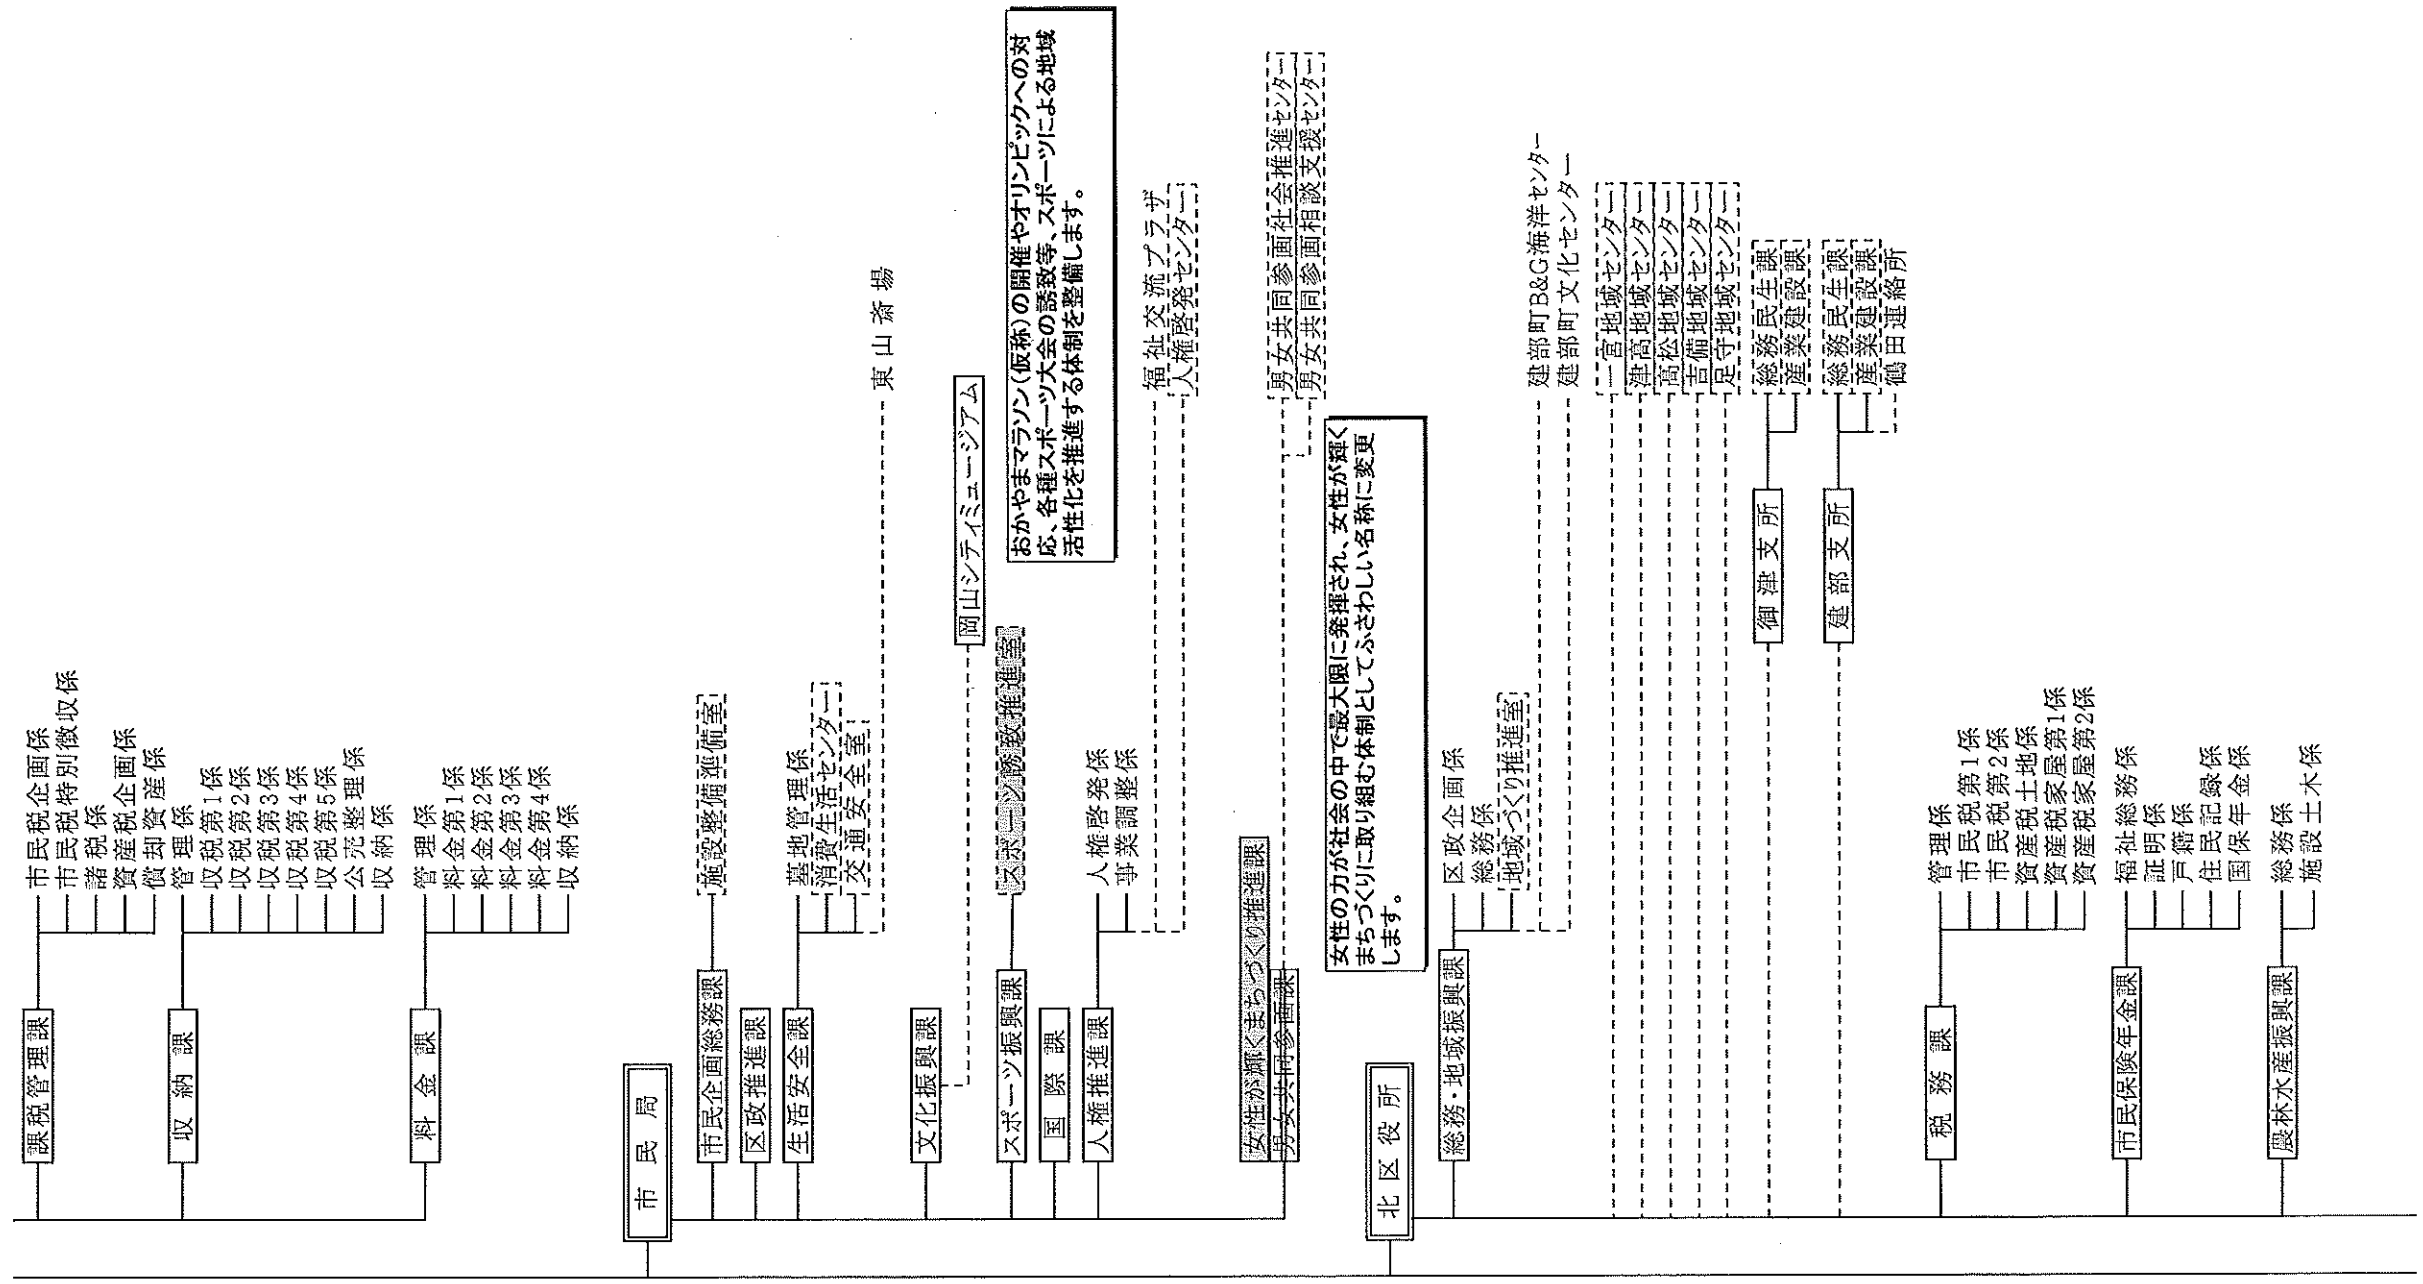 課税管理課
市民税企画係
市民税特別徴収係
諸税係
資産税企画係
償却資産係
収納課
管理係
収税第1係
収税第2係
収税第3係
収税第4係
収税第5係
公売整理係
収納係
料金課
管理係
料金第1係
料金第2係
料金第3係
料金第4係
収納係
市民局
市民企画総務課
施設整備準備室
区政推進課
生活安全課
墓地管理係
消費生活センター
交通安全室
東山斎場
文化振興課
岡山シティミュージアム
スポーツ振興課
スポーツ誘致推進室
おかやまマラソン(仮称)の開催やオリンピックへの対
応、各種スポーツ大会の誘致等、スポーツによる地域
活性化を推進する体制を整備します。
国際課
人権推進課
人権啓発係
事業調整係
福祉交流プラザ
人権啓発センター
女性が輝くまちづくり推進課
男女共同参画課
男女共同参画社会推進センター
男女共同参画相談支援センター
女性の力が社会の中で最大限に発揮され、女性が輝く
まちづくりに取り組む体制としてふさわしい名称に変更
します。
北区役所
総務・地域振興課
区政企画係
総務係
地域づくり推進室
建部町B&G海洋センター
建部町文化センター
一宮地域センター
津高地域センター
高松地域センター
吉備地域センター
足守地域センター
御津支所
総務民生課
産業建設課
建部支所
総務民生課
産業建設課
鶴田連絡所
税務課
管理係
市民税第1係
市民税第2係
資産税土地係
資産税家屋第1係
資産税家屋第2係
市民保険年金課
福祉総務係
証明係
戸籍係
住民記録係
国保年金係
農林水産振興課
総務係
施設土木係